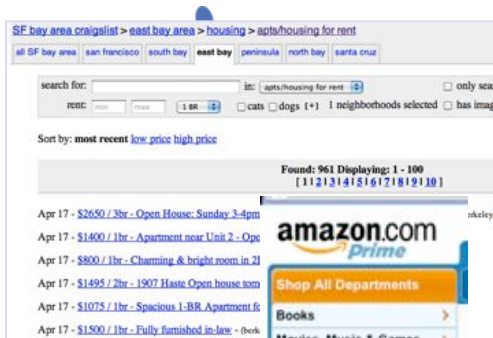 SF bay area craigslist > east bay area > housing > apts/housing for rent
all SF bay area san francisco south bay east bay peninsula north bay santa cruz
search for: in: apts/housing for rent only sea
rent: min max 1 BR cats dogs [+] 1 neighborhoods selected has imag
Sort by: most recent low price high price
Found: 961 Displaying: 1 - 100
[ 1 | 2 | 3 | 4 | 5 | 6 | 7 | 8 | 9 | 10 ]
Apr 17 - $2650 / 3br - Open House: Sunday 3-4pm
Apr 17 - $1400 / 1br - Apartment near Unit 2 - Ope
Apr 17 - $800 / 1br - Charming & bright room in 2
Apr 17 - $1495 / 2br - 1907 Haste Open house tom
Apr 17 - $1075 / 1br - Spacious 1-BR Apartment fo
Apr 17 - $1500 / 1br - Fully furnished in-law - (berk
erkeley
amazon.com
Prime
Shop All Departments
Books
Movies, Music & Games